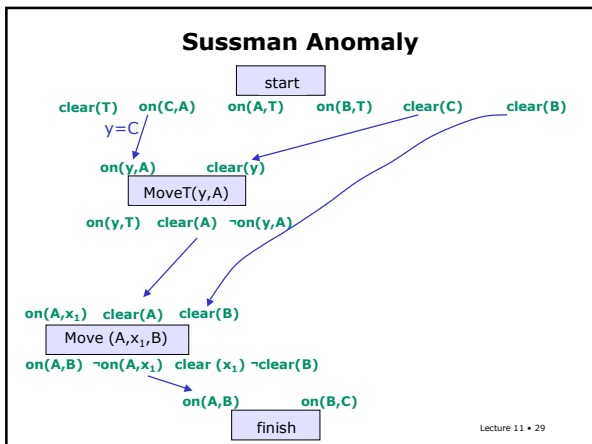 Sussman Anomaly
start
clear(T) on(C,A) on(A,T) on(B,T) clear(C) clear(B)
y=C
on(y,A) clear(y)
MoveT(y,A)
on(y,T) clear(A) ¬on(y,A)
on(A,x₁) clear(A) clear(B)
Move (A,x₁,B)
on(A,B) ¬on(A,x₁) clear (x₁) ¬clear(B)
on(A,B) on(B,C)
finish
Lecture 11 • 29